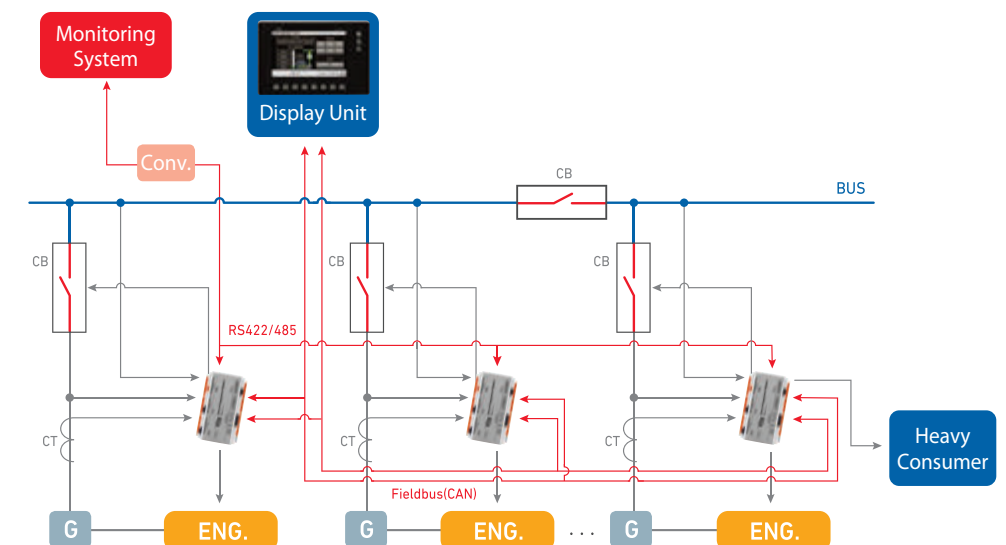 Monitoring
System
Display Unit
Conv.
CB
BUS
CB
CB
CB
RS422/485
CT
CT
CT
Heavy
Consumer
Fieldbus(CAN)
G
ENG.
G
ENG.
. . .
G
ENG.